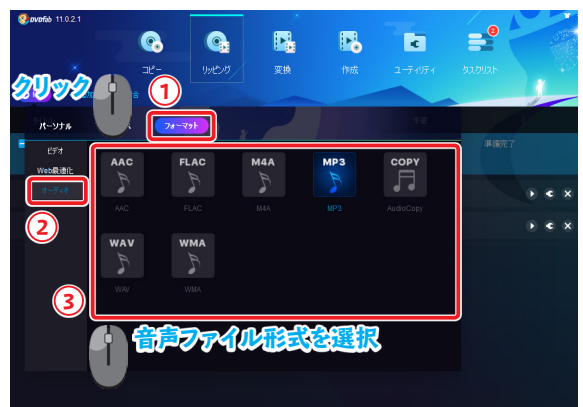 DVDFab 11.0.2.1
コピー リッピング 変換 作成 ユーティリティ タスクリスト
2
クリック
①
パーソナル フォーマット
準備完了
ビデオ
Web最適化
オーディオ
②
AAC FLAC M4A MP3 COPY
AAC FLAC M4A MP3 AudioCopy
WAV WMA
WAV WMA
③
音声ファイル形式を選択